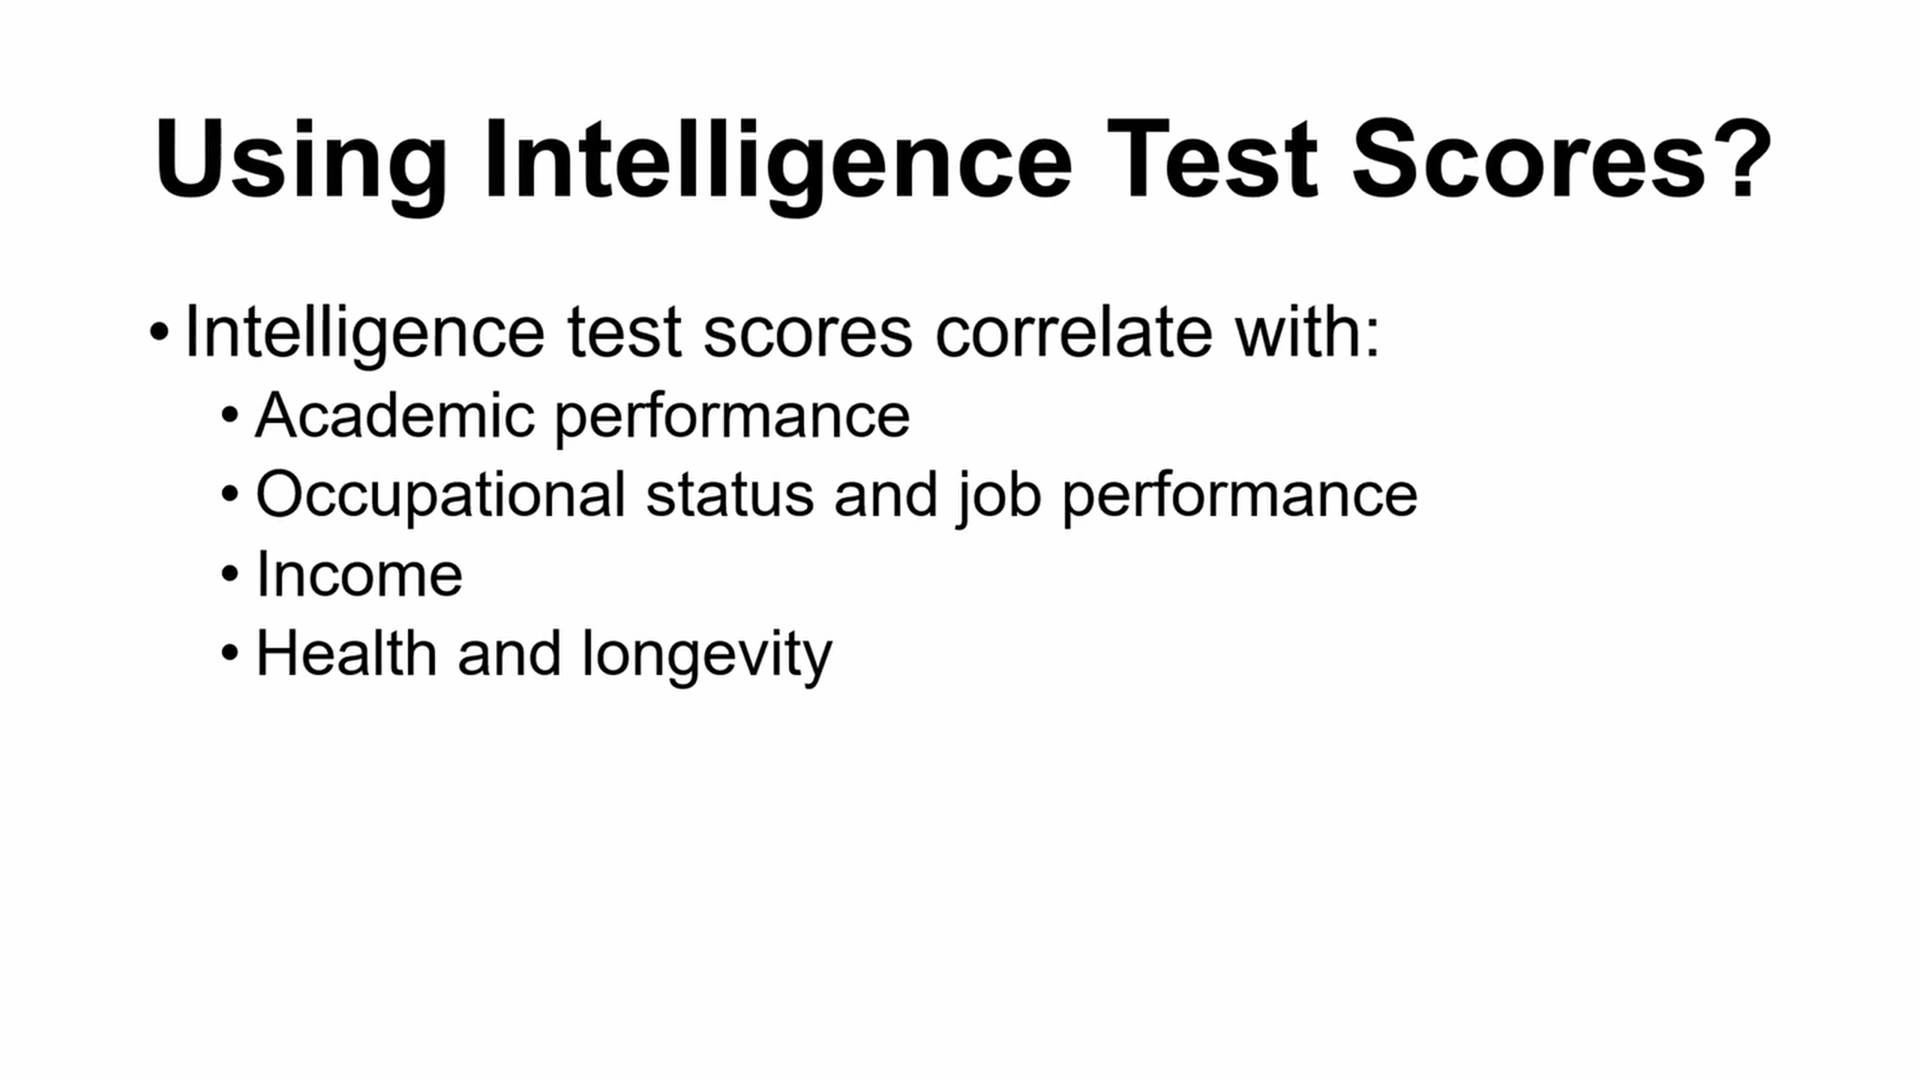 Using Intelligence Test Scores?
• Intelligence test scores correlate with:
• Academic performance
• Occupational status and job performance
• Income
• Health and longevity